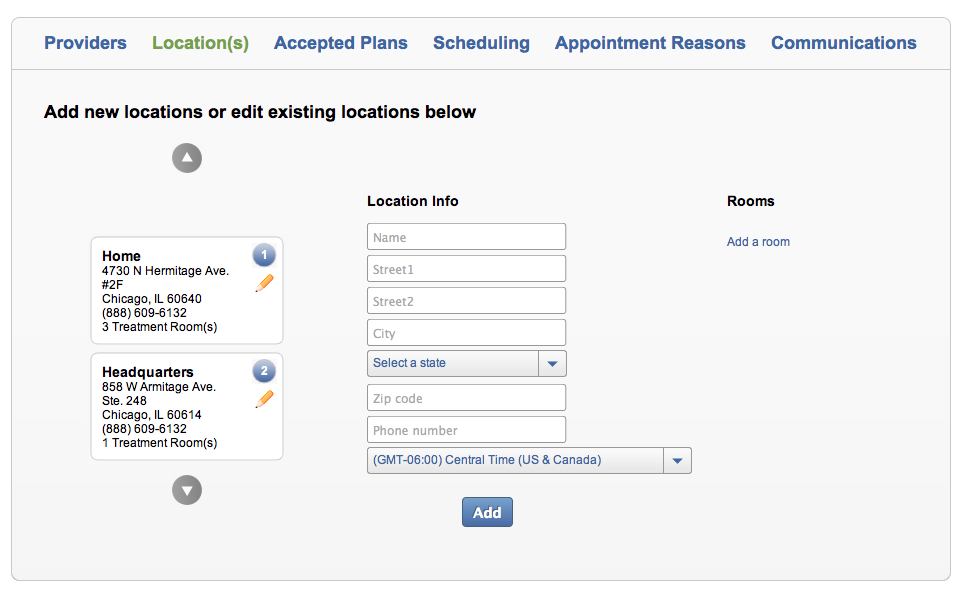 Providers Location(s) Accepted Plans Scheduling Appointment Reasons Communications
Add new locations or edit existing locations below
Home
1
4730 N Hermitage Ave.
#2F
Chicago, IL 60640
(888) 609-6132
3 Treatment Room(s)
Headquarters
2
858 W Armitage Ave.
Ste. 248
Chicago, IL 60614
(888) 609-6132
1 Treatment Room(s)
Location Info
Name
Street1
Street2
City
Select a state
Zip code
Phone number
(GMT-06:00) Central Time (US & Canada)
Add
Rooms
Add a room